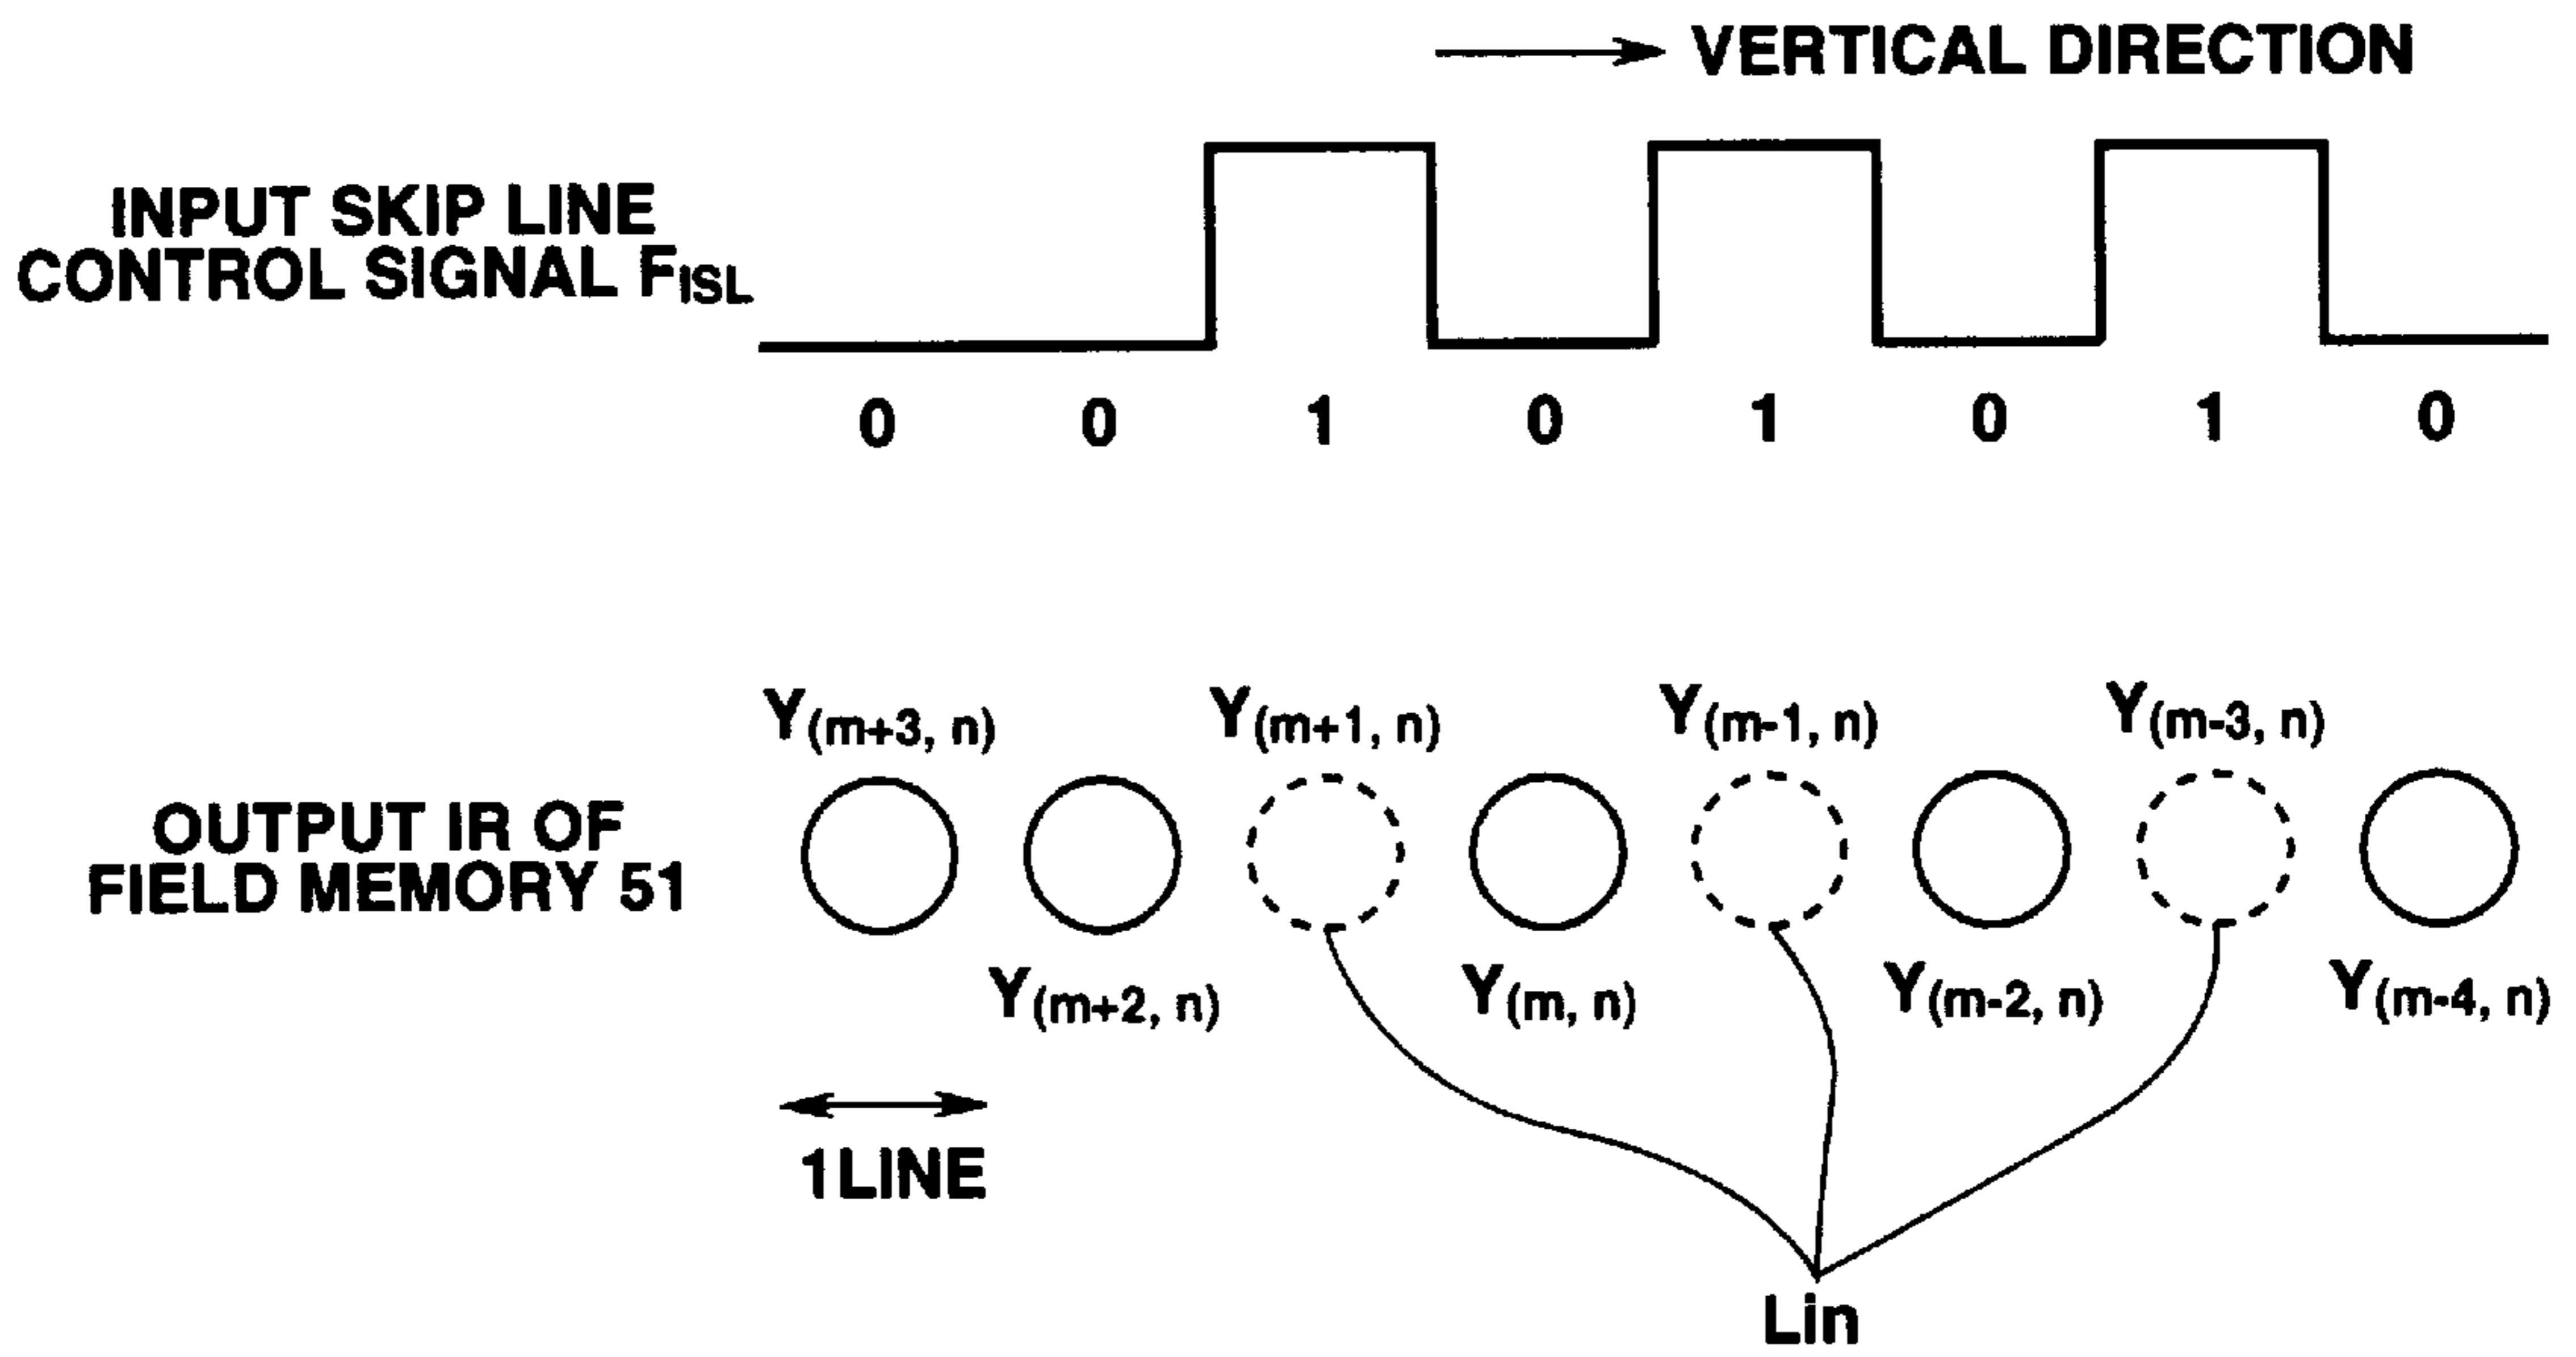 VERTICAL DIRECTION
INPUT SKIP LINE
CONTROL SIGNAL FISL
0 0 1 0 1 0 1 0
Y(m+3, n) Y(m+1, n) Y(m-1, n) Y(m-3, n)
OUTPUT IR OF
FIELD MEMORY 51
Y(m+2, n) Y(m, n) Y(m-2, n) Y(m-4, n)
1LINE
Lin